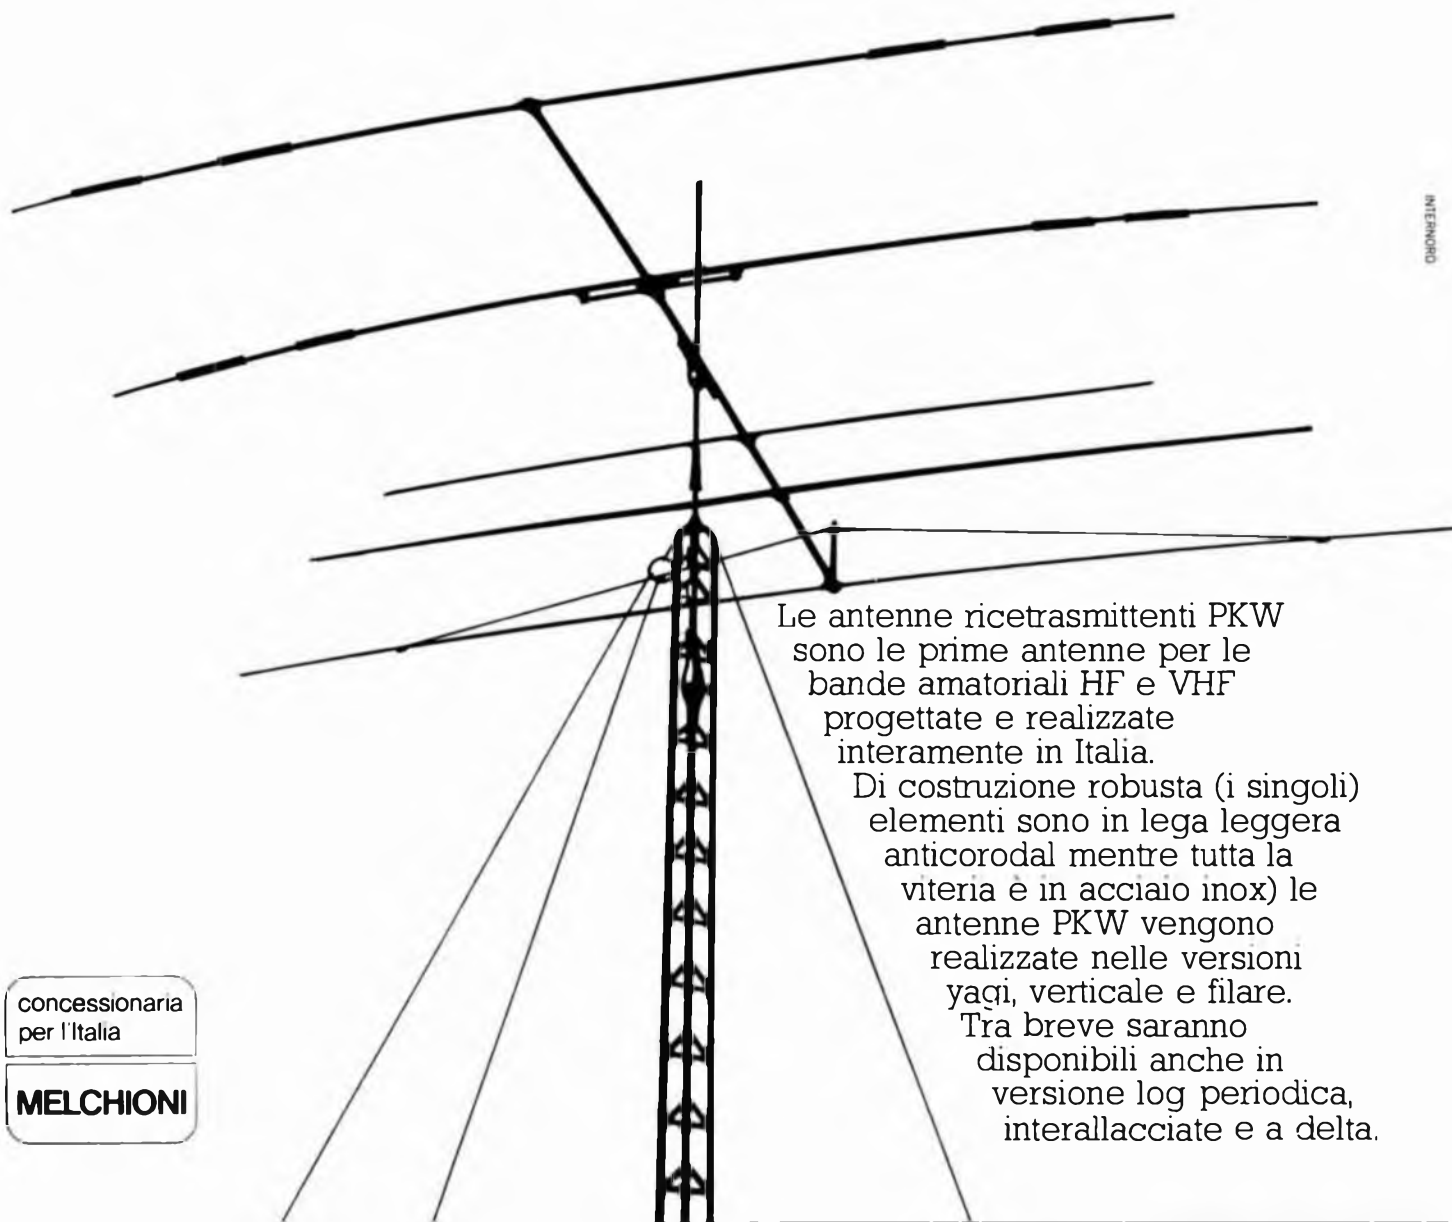 INTERNORD
Le antenne ricetrasmittenti PKW
sono le prime antenne per le
bande amatoriali HF e VHF
progettate e realizzate
interamente in Italia.
Di costruzione robusta (i singoli)
elementi sono in lega leggera
anticorodal mentre tutta la
viteria è in acciaio inox) le
antenne PKW vengono
realizzate nelle versioni
yagi, verticale e filare.
Tra breve saranno
disponibili anche in
versione log periodica,
interallacciate e a delta.
concessionaria
per l'Italia
MELCHIONI